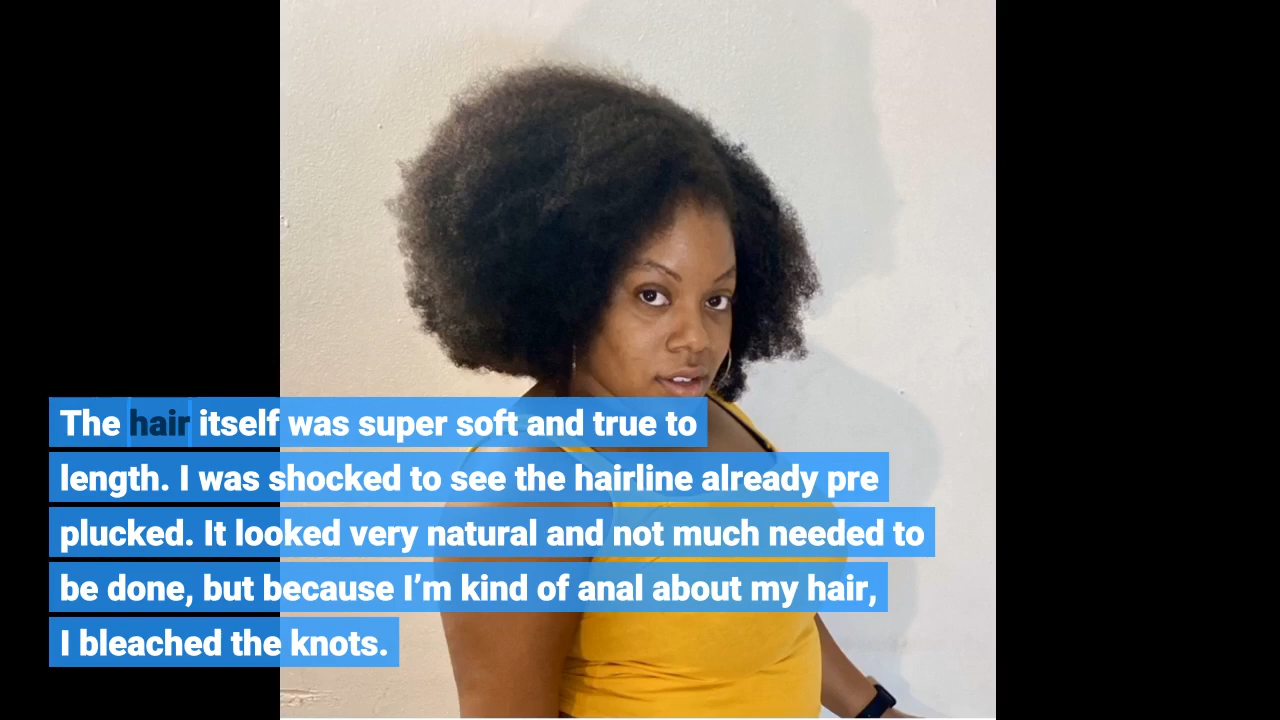 The hair itself was super soft and true to
length. I was shocked to see the hairline already pre
plucked. It looked very natural and not much needed to
be done, but because I’m kind of anal about my hair,
I bleached the knots.